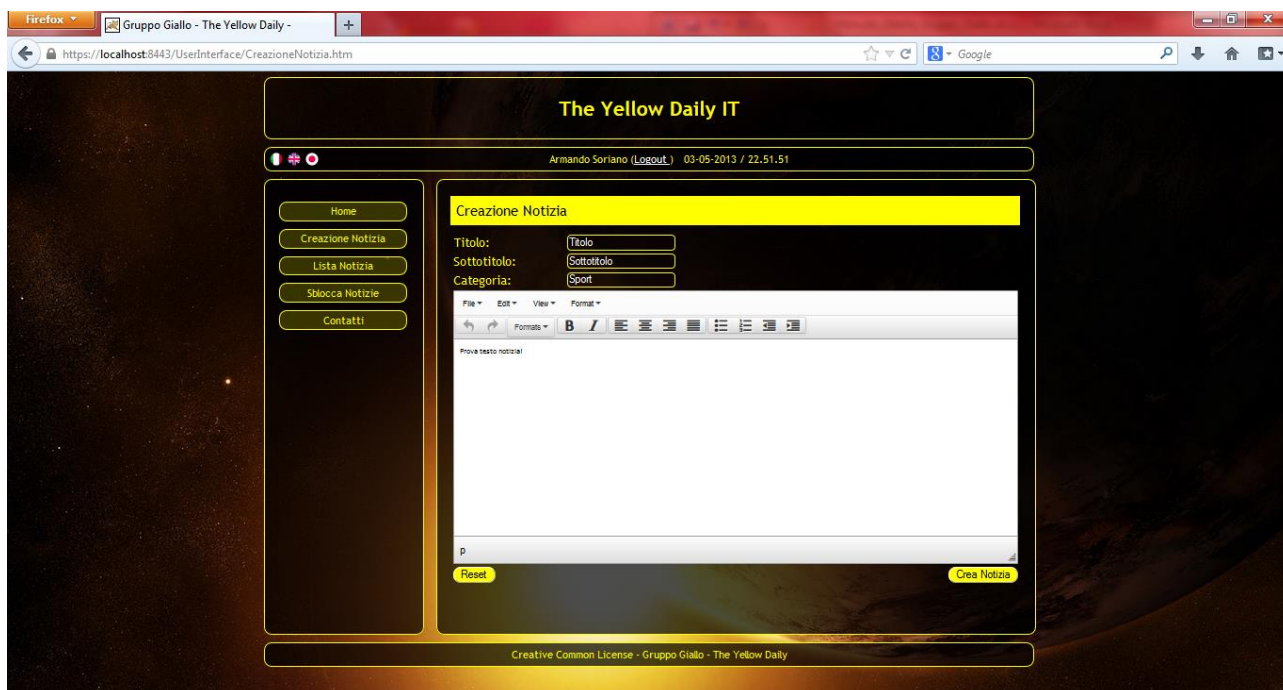 Firefox
Gruppo Giallo - The Yellow Daily -
https://localhost:8443/UserInterface/CreazioneNotizia.htm
Google
The Yellow Daily IT
Armando Soriano (Logout ) 03-05-2013 / 22.51.51
Home
Creazione Notizia
Lista Notizia
Sblocca Notizie
Contatti
Creazione Notizia
Titolo: Titolo
Sottotitolo: Sottotitolo
Categoria: Sport
File Edit View Format
Formats B I
Prova testo notizia!
p
Reset Crea Notizia
Creative Common License - Gruppo Giallo - The Yellow Daily